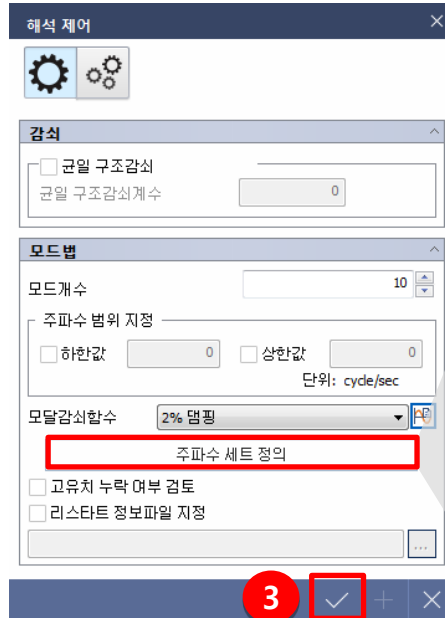 해석 제어
감쇠
균일 구조감쇠
균일 구조감쇠계수 0
모드법
모드개수 10
주파수 범위 지정
하한값 0 상한값 0
단위: cycle/sec
모달감쇠함수 2% 댐핑
주파수 세트 정의
고유치 누락 여부 검토
리스타트 정보파일 지정
...
3